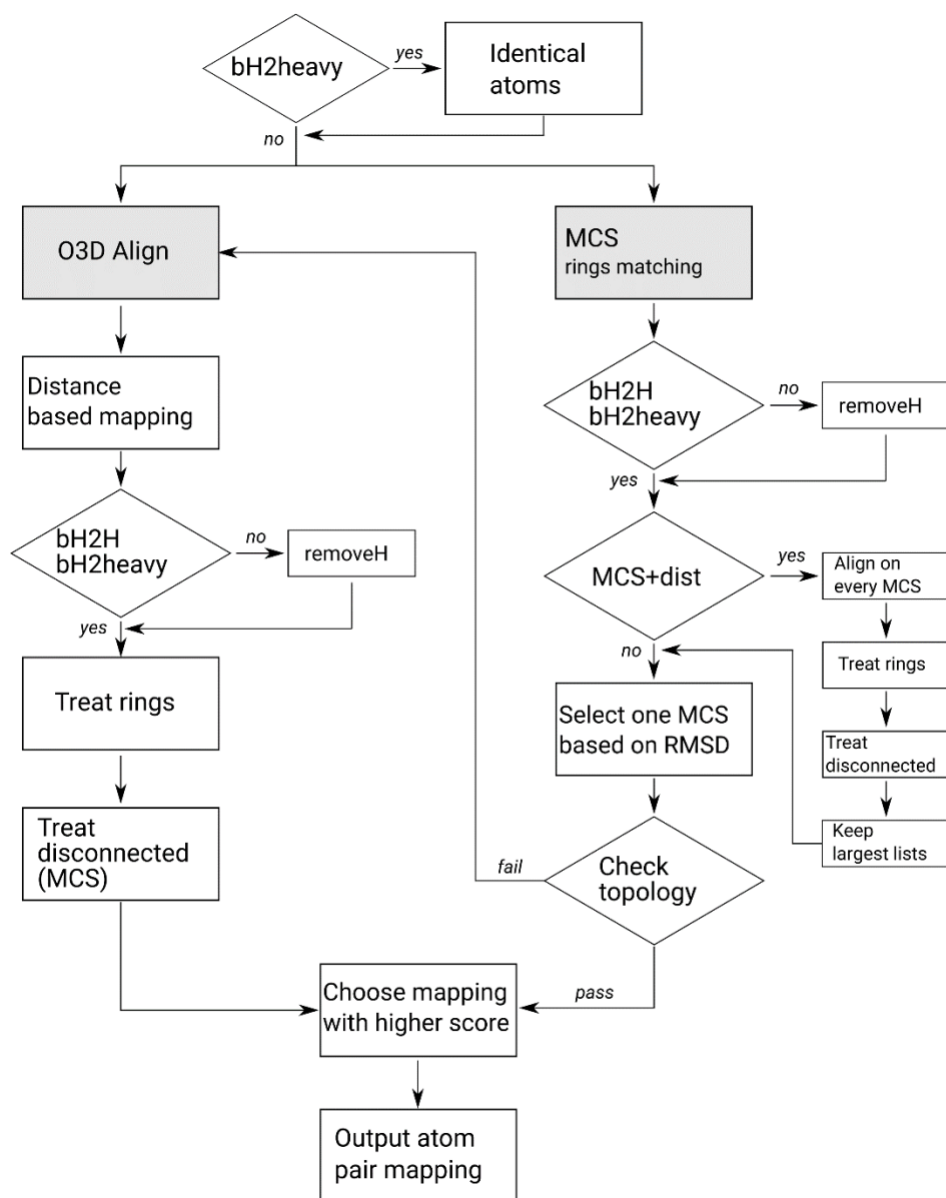 bH2heavy
yes
Identical
atoms
no
O3D Align
MCS
rings matching
Distance
based mapping
bH2H
bH2heavy
no
removeH
yes
bH2H
bH2heavy
no
removeH
yes
Treat rings
MCS+dist
yes
Align on
every MCS
no
Treat rings
Select one MCS
based on RMSD
Treat
disconnected
Treat
disconnected
(MCS)
Keep
largest lists
Check
topology
fail
pass
Choose mapping
with higher score
Output atom
pair mapping